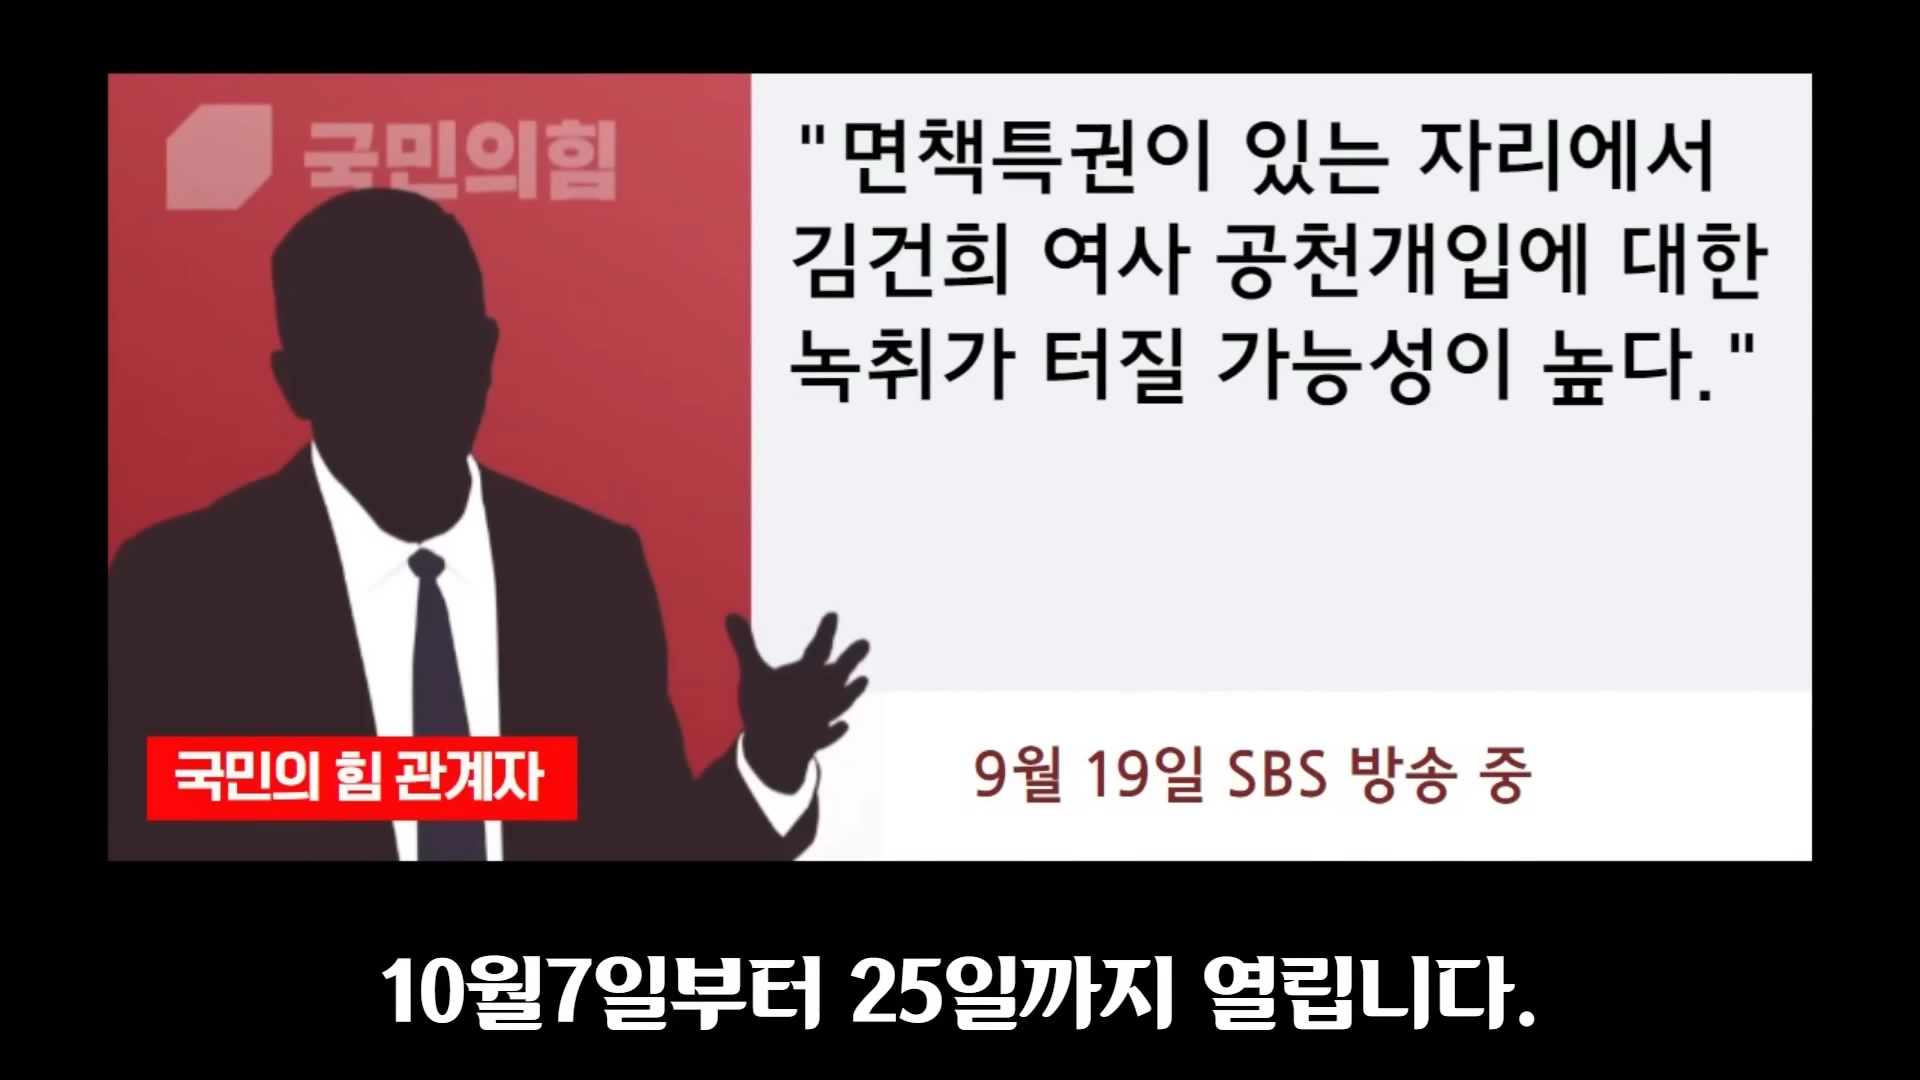 국민의힘
"면책특권이 있는 자리에서
김건희 여사 공천개입에 대한
녹취가 터질 가능성이 높다."
국민의 힘 관계자
9월 19일 SBS 방송 중
10월7일부터 25일까지 열립니다.